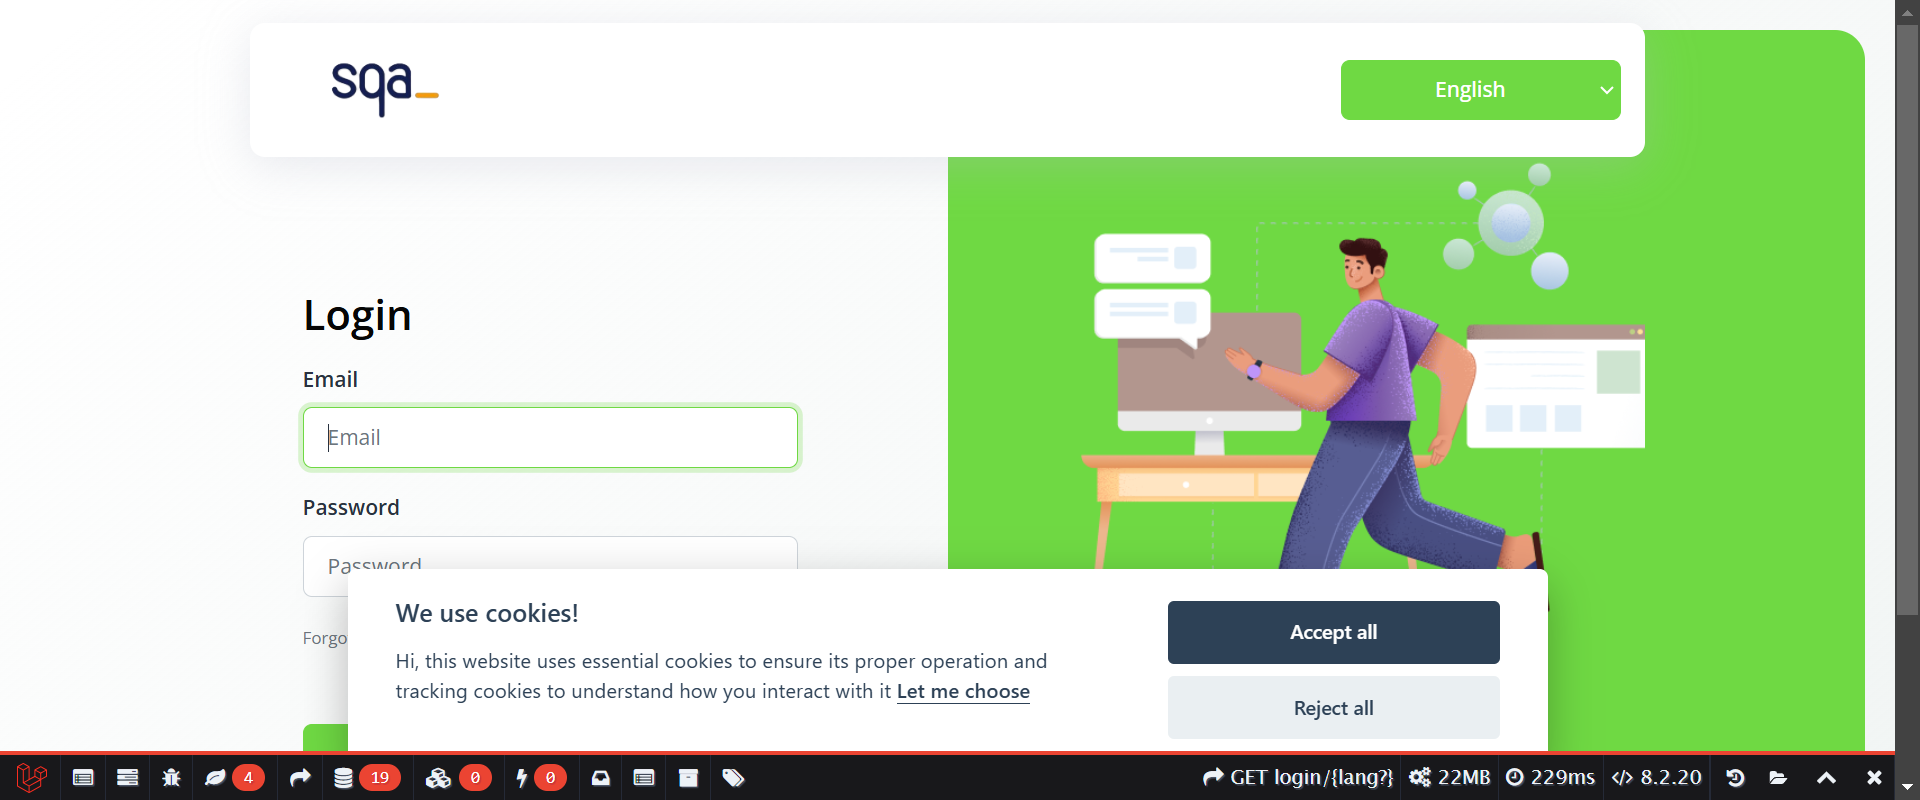 sqa_
English
Login
Email
Email
Password
Password
Forgo
We use cookies!
Hi, this website uses essential cookies to ensure its proper operation and
tracking cookies to understand how you interact with it Let me choose
Accept all
Reject all
4
19
0
0
GET login/{lang?}
22MB
229ms
8.2.20